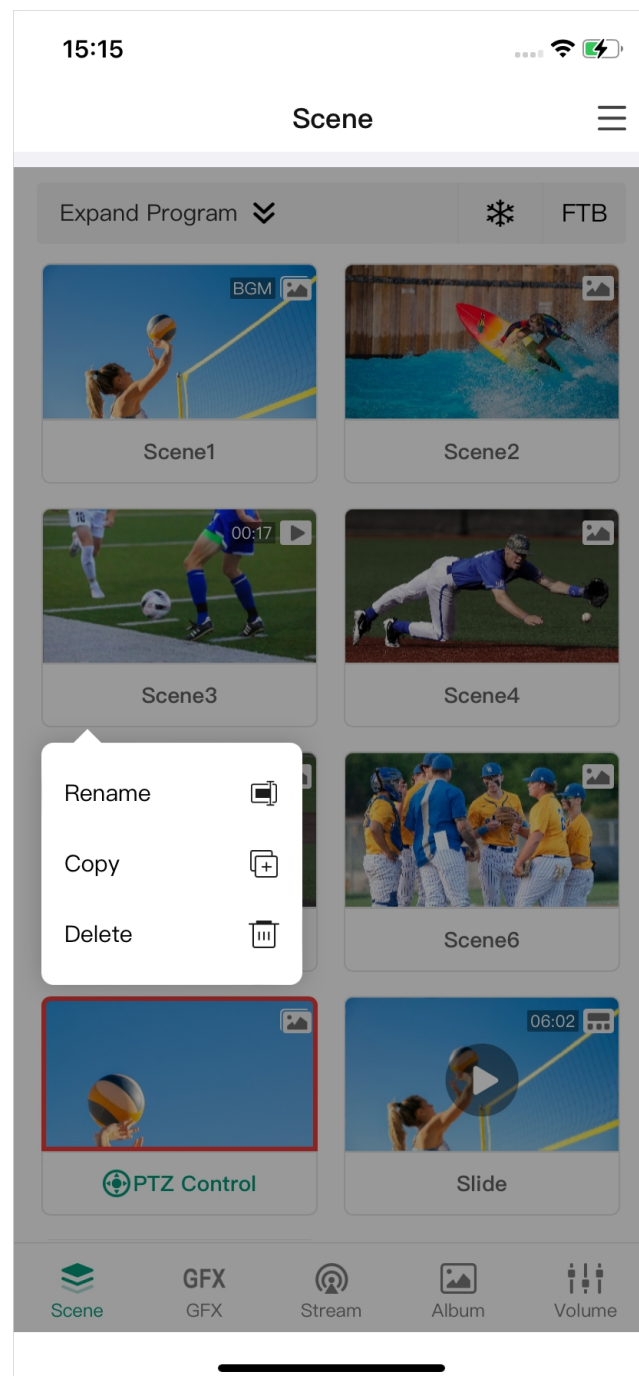 15:15
Scene
Expand Program
FTB
BGM
Scene1
Scene2
10
00:17
Scene3
Scene4
Rename
Copy
Delete
Scene6
06:02
PTZ Control
Slide
GFX
Scene
GFX
Stream
Album
Volume